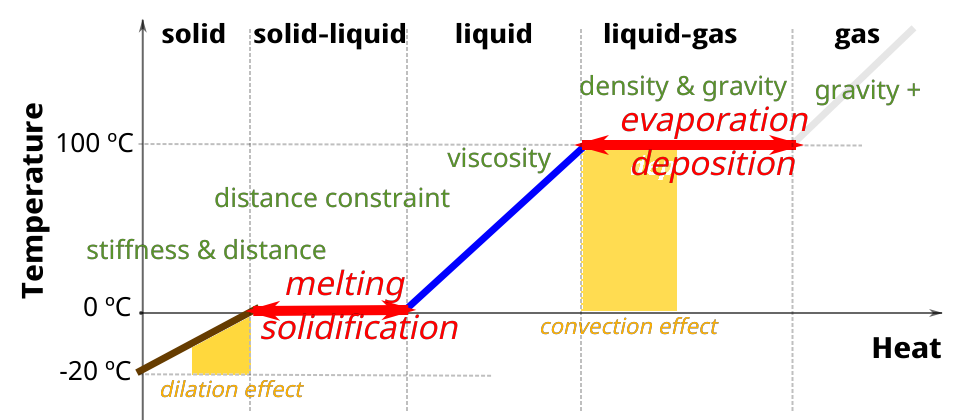 solid
solid-liquid
liquid
liquid-gas
gas
density & gravity
gravity +
evaporation
100 ºC
viscosity
deposition
distance constraint
Temperature
stiffness & distance
melting
0 ºC
solidification
convection effect
Heat
-20 ºC
dilation effect